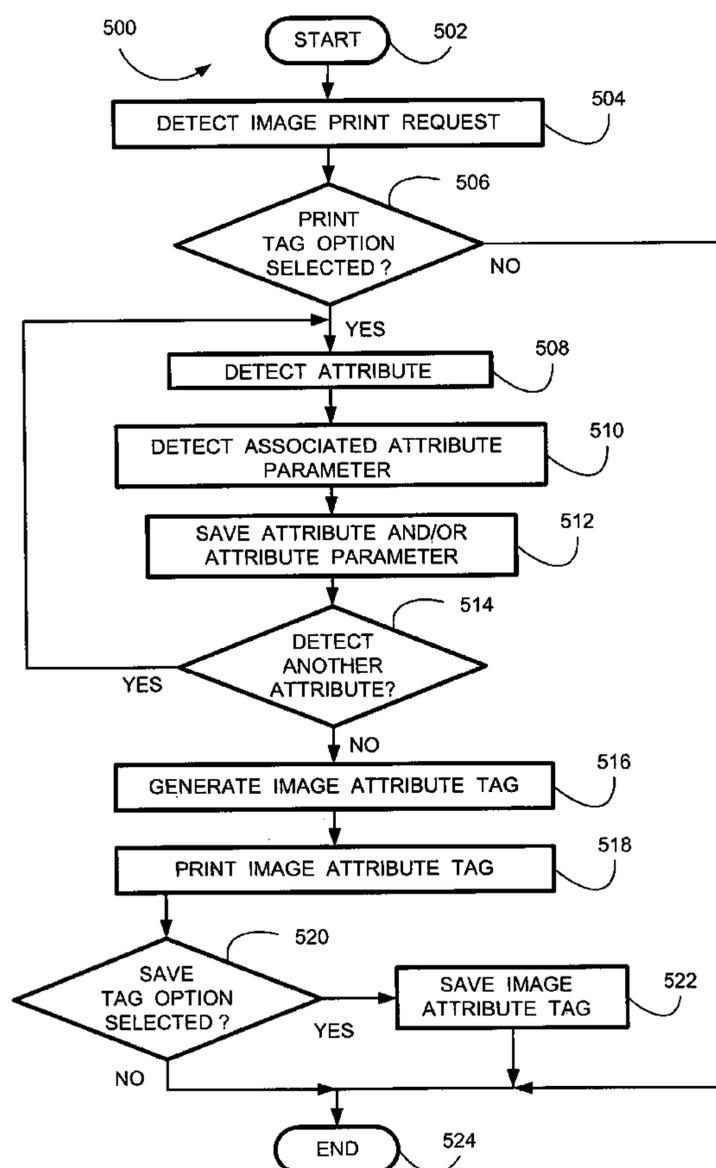 500
START
502
DETECT IMAGE PRINT REQUEST
504
506
PRINT
TAG OPTION
SELECTED?
NO
YES
DETECT ATTRIBUTE
508
DETECT ASSOCIATED ATTRIBUTE
PARAMETER
510
SAVE ATTRIBUTE AND/OR
ATTRIBUTE PARAMETER
512
514
DETECT
ANOTHER
ATTRIBUTE?
YES
NO
GENERATE IMAGE ATTRIBUTE TAG
516
PRINT IMAGE ATTRIBUTE TAG
518
520
SAVE
TAG OPTION
SELECTED?
YES
SAVE IMAGE
ATTRIBUTE TAG
522
NO
END
524